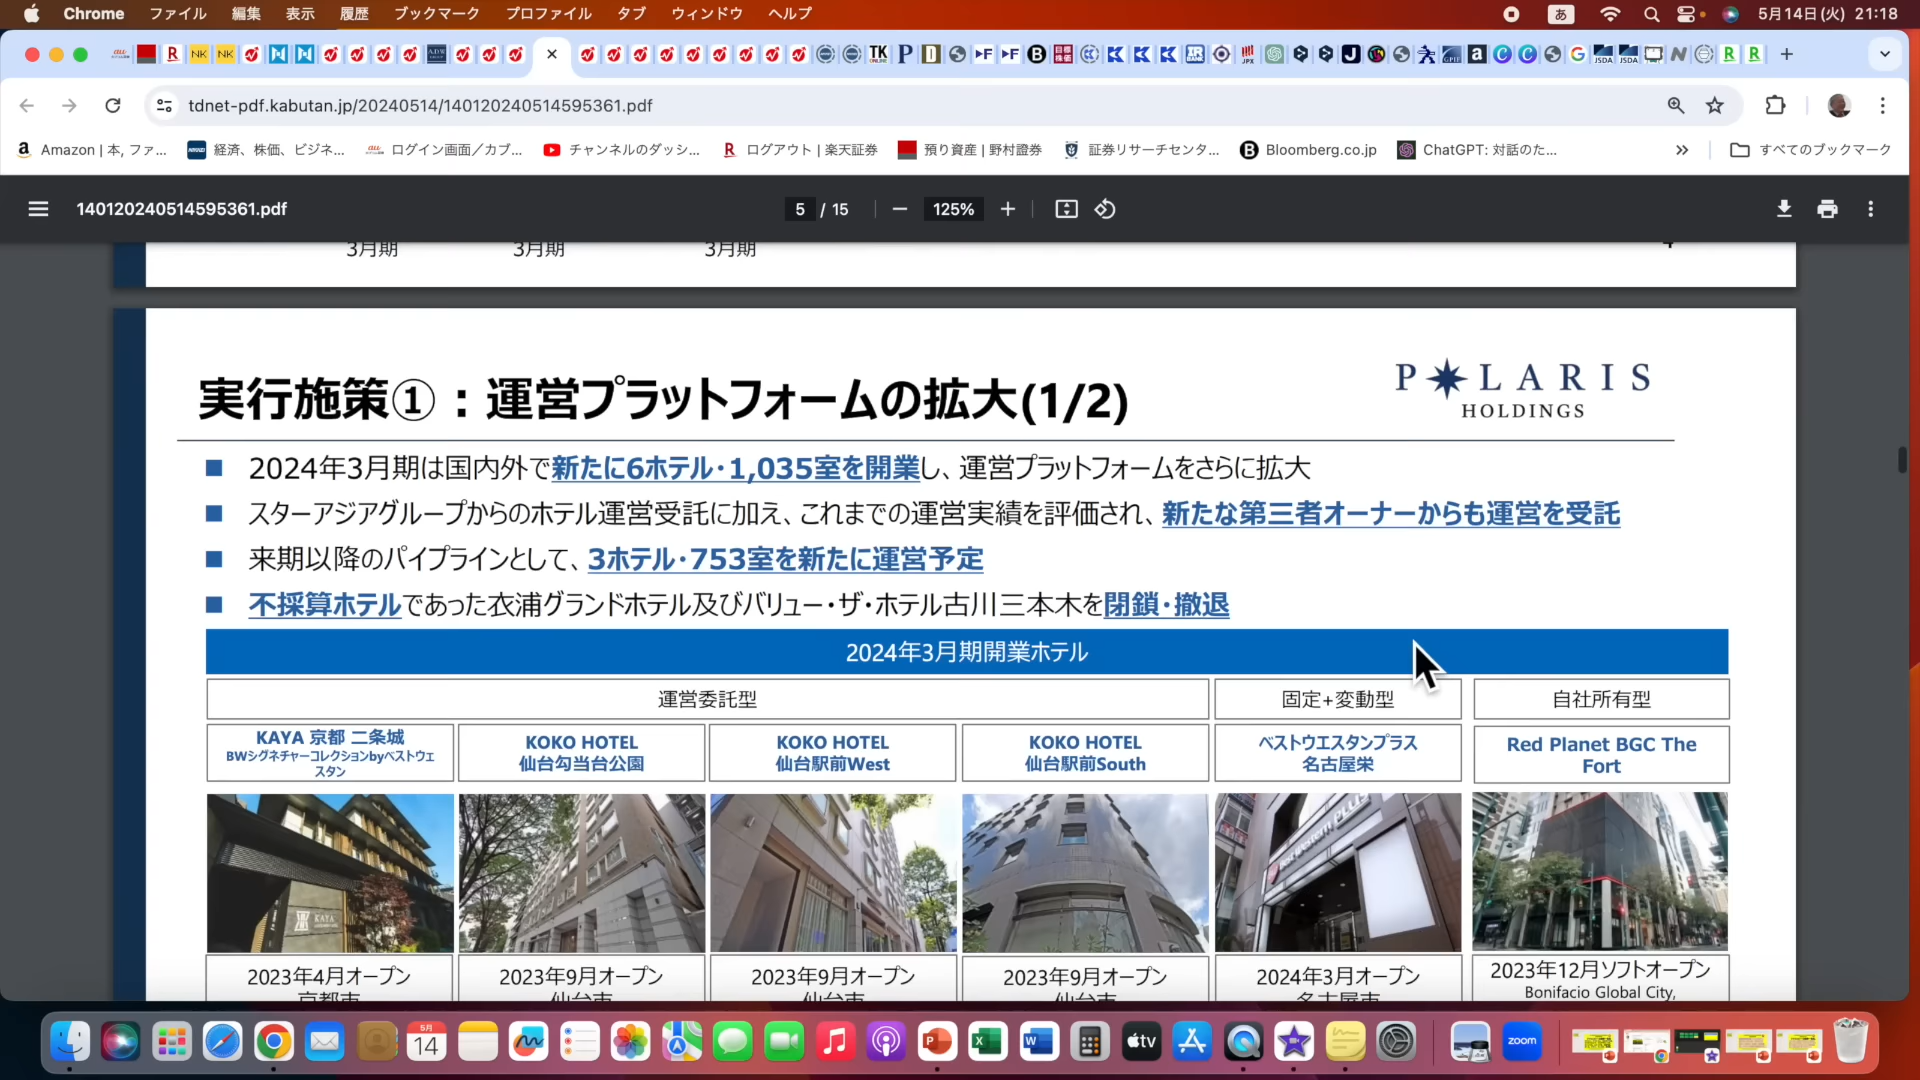 Chrome ファイル 編集 表示 履歴 ブックマーク プロファイル タブ ウィンドウ ヘルプ あ 5月14日(火) 21:18
tdnet-pdf.kabutan.jp/20240514/140120240514595361.pdf
Amazon | 本, ファ... 経済、株価、ビジネ... ログイン画面／カブ... チャンネルのダッシ... ログアウト | 楽天証券 預り資産 | 野村證券 証券リサーチセンタ... Bloomberg.co.jp ChatGPT: 対話のた... すべてのブックマーク
140120240514595361.pdf 5 / 15 125%
3月期 3月期 3月期
実行施策①：運営プラットフォームの拡大(1/2)
POLARIS
HOLDINGS
2024年3月期は国内外で新たに6ホテル・1,035室を開業し、運営プラットフォームをさらに拡大
スターアジアグループからのホテル運営受託に加え、これまでの運営実績を評価され、新たな第三者オーナーからも運営を受託
来期以降のパイプラインとして、3ホテル・753室を新たに運営予定
不採算ホテルであった衣浦グランドホテル及びバリュー・ザ・ホテル古川三本木を閉鎖・撤退
2024年3月期開業ホテル
運営委託型 固定+変動型 自社所有型
KAYA 京都 二条城
BWシグネチャーコレクションbyベストウェ
スタン
KOKO HOTEL
仙台勾当台公園
KOKO HOTEL
仙台駅前West
KOKO HOTEL
仙台駅前South
ベストウエスタンプラス
名古屋栄
Red Planet BGC The
Fort
2023年4月オープン
京都市
2023年9月オープン
仙台市
2023年9月オープン
仙台市
2023年9月オープン
仙台市
2024年3月オープン
名古屋市
2023年12月ソフトオープン
Bonifacio Global City,
5月
14
tv
zoom